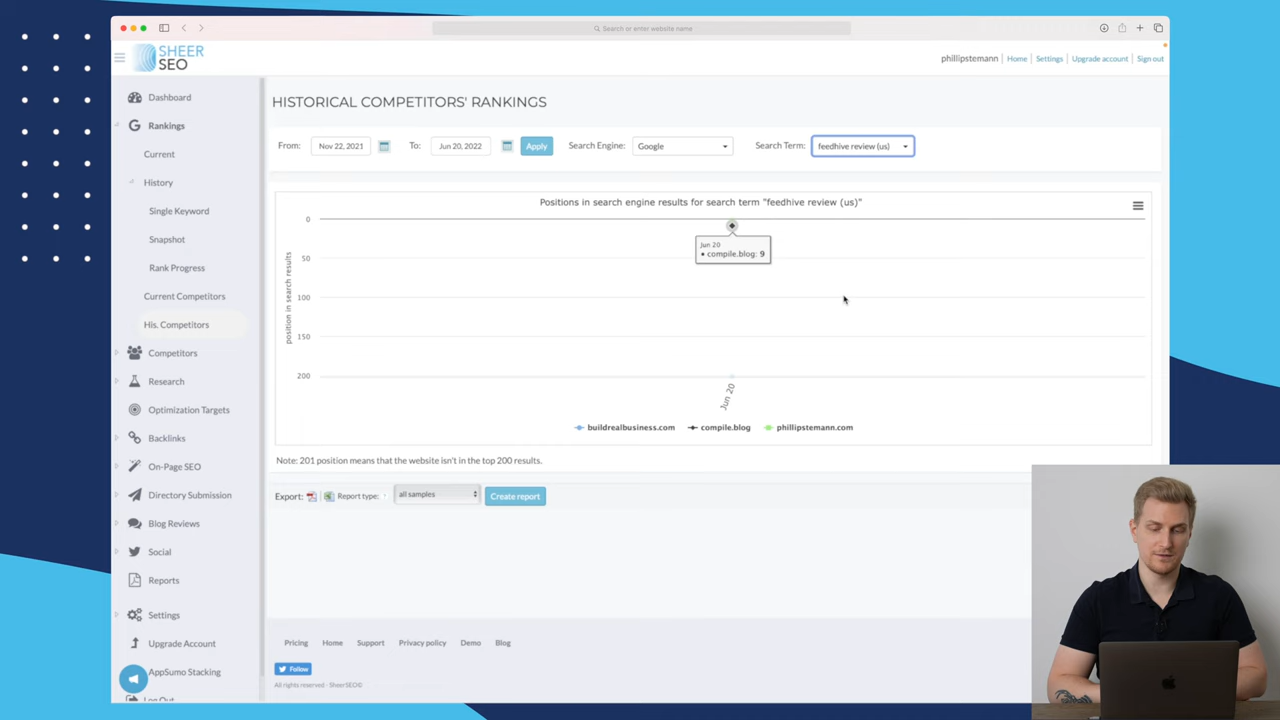 Search or enter website name
SHEER
SEO
phillipstemann | Home | Settings | Upgrade account | Sign out
Dashboard
Rankings
Current
History
Single Keyword
Snapshot
Rank Progress
Current Competitors
His. Competitors
Competitors
Research
Optimization Targets
Backlinks
On-Page SEO
Directory Submission
Blog Reviews
Social
Reports
Settings
Upgrade Account
AppSumo Stacking
Log Out
HISTORICAL COMPETITORS' RANKINGS
From: Nov 22, 2021 To: Jun 20, 2022 Apply Search Engine: Google Search Term: feedhive review (us)
Positions in search engine results for search term "feedhive review (us)"
position in search results
0
50
100
150
200
Jun 20
compile.blog: 9
Jun 20
buildrealbusiness.com compile.blog phillipstemann.com
Note: 201 position means that the website isn't in the top 200 results.
Export: Report type: all samples Create report
Pricing Home Support Privacy policy Demo Blog
Follow
All rights reserved - SheerSEO©